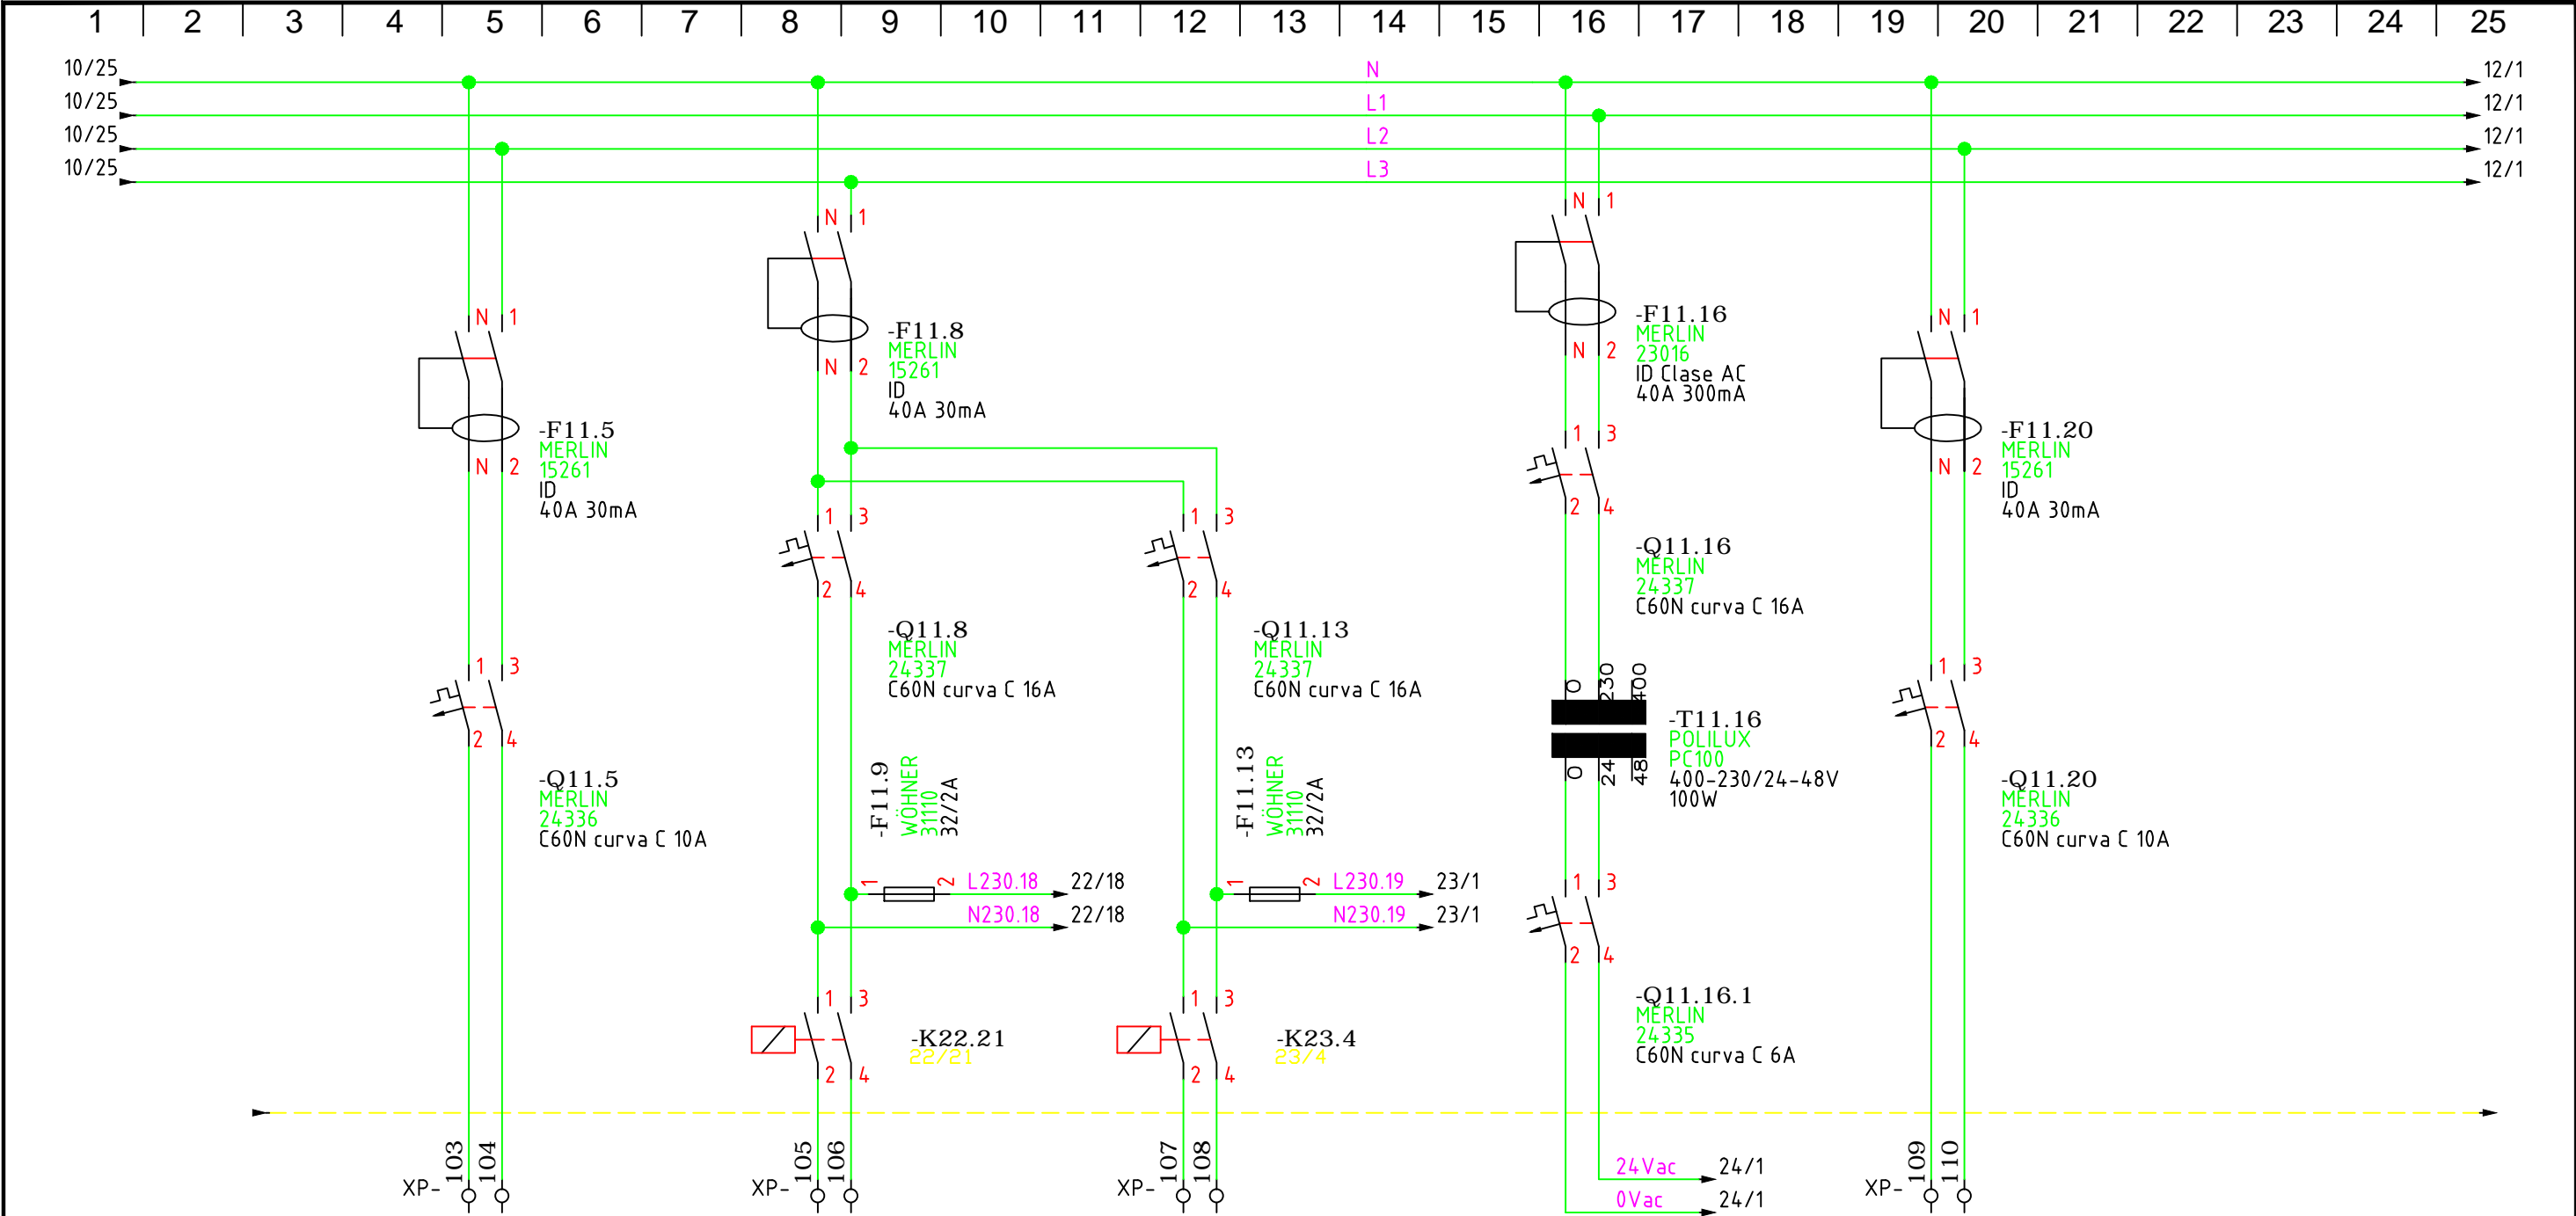 1 2 3 4 5 6 7 8 9 10 11 12 13 14 15 16 17 18 19 20 21 22 23 24 25
10/25 N 12/1
10/25 L1 12/1
10/25 L2 12/1
10/25 L3 12/1
N 1
N 2
-F11.5
MERLIN
15261
ID
40A 30mA
1 3
2 4
-Q11.5
MERLIN
24336
C60N curva C 10A
XP- 103 104
N 1
N 2
-F11.8
MERLIN
15261
ID
40A 30mA
1 3
2 4
-Q11.8
MERLIN
24337
C60N curva C 16A
-F11.9
WÖHNER
31110
32/2A
1 2 L230.18 22/18
N230.18 22/18
1 3
2 4
-K22.21
22/21
XP- 105 106
1 3
2 4
-Q11.13
MERLIN
24337
C60N curva C 16A
-F11.13
WÖHNER
31110
32/2A
1 2 L230.19 23/1
N230.19 23/1
1 3
2 4
-K23.4
23/4
XP- 107 108
N 1
N 2
-F11.16
MERLIN
23016
ID Clase AC
40A 300mA
1 3
2 4
-Q11.16
MERLIN
24337
C60N curva C 16A
0 230 400
0 24 48
-T11.16
POLILUX
PC100
400-230/24-48V
100W
1 3
2 4
-Q11.16.1
MERLIN
24335
C60N curva C 6A
24Vac 24/1
0Vac 24/1
N 1
N 2
-F11.20
MERLIN
15261
ID
40A 30mA
1 3
2 4
-Q11.20
MERLIN
24336
C60N curva C 10A
XP- 109 110